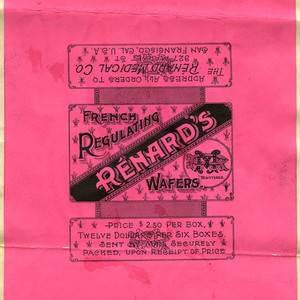 ADDRESS ALL ORDERS TO
THE RENARD MEDICAL CO.
327 MARKET ST
SAN FRANCISCO, CAL. U.S.A.
FRENCH
REGULATING
RENARD'S
WAFERS
REGISTERED
PRICE $2.50 PER BOX,
TWELVE DOLLARS PER SIX BOXES
SENT BY MAIL SECURELY
PACKED, UPON RECEIPT OF PRICE